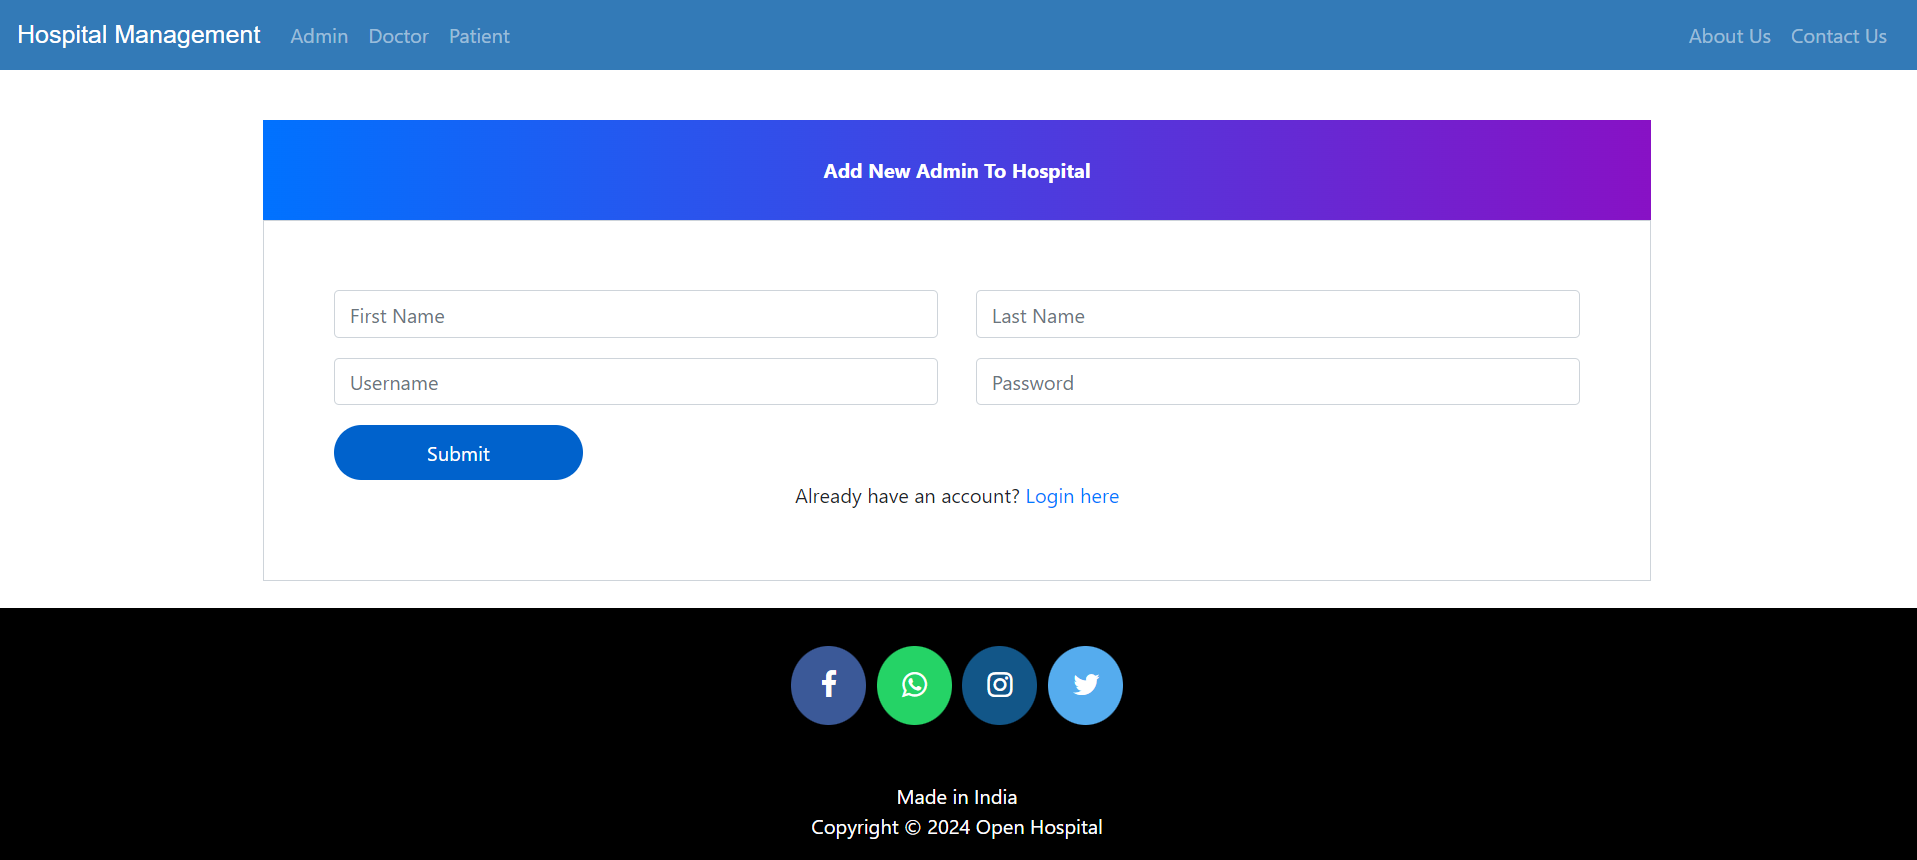 Hospital Management Admin Doctor Patient About Us Contact Us
Add New Admin To Hospital
First Name Last Name
Username Password
Submit
Already have an account? Login here
Made in India
Copyright © 2024 Open Hospital